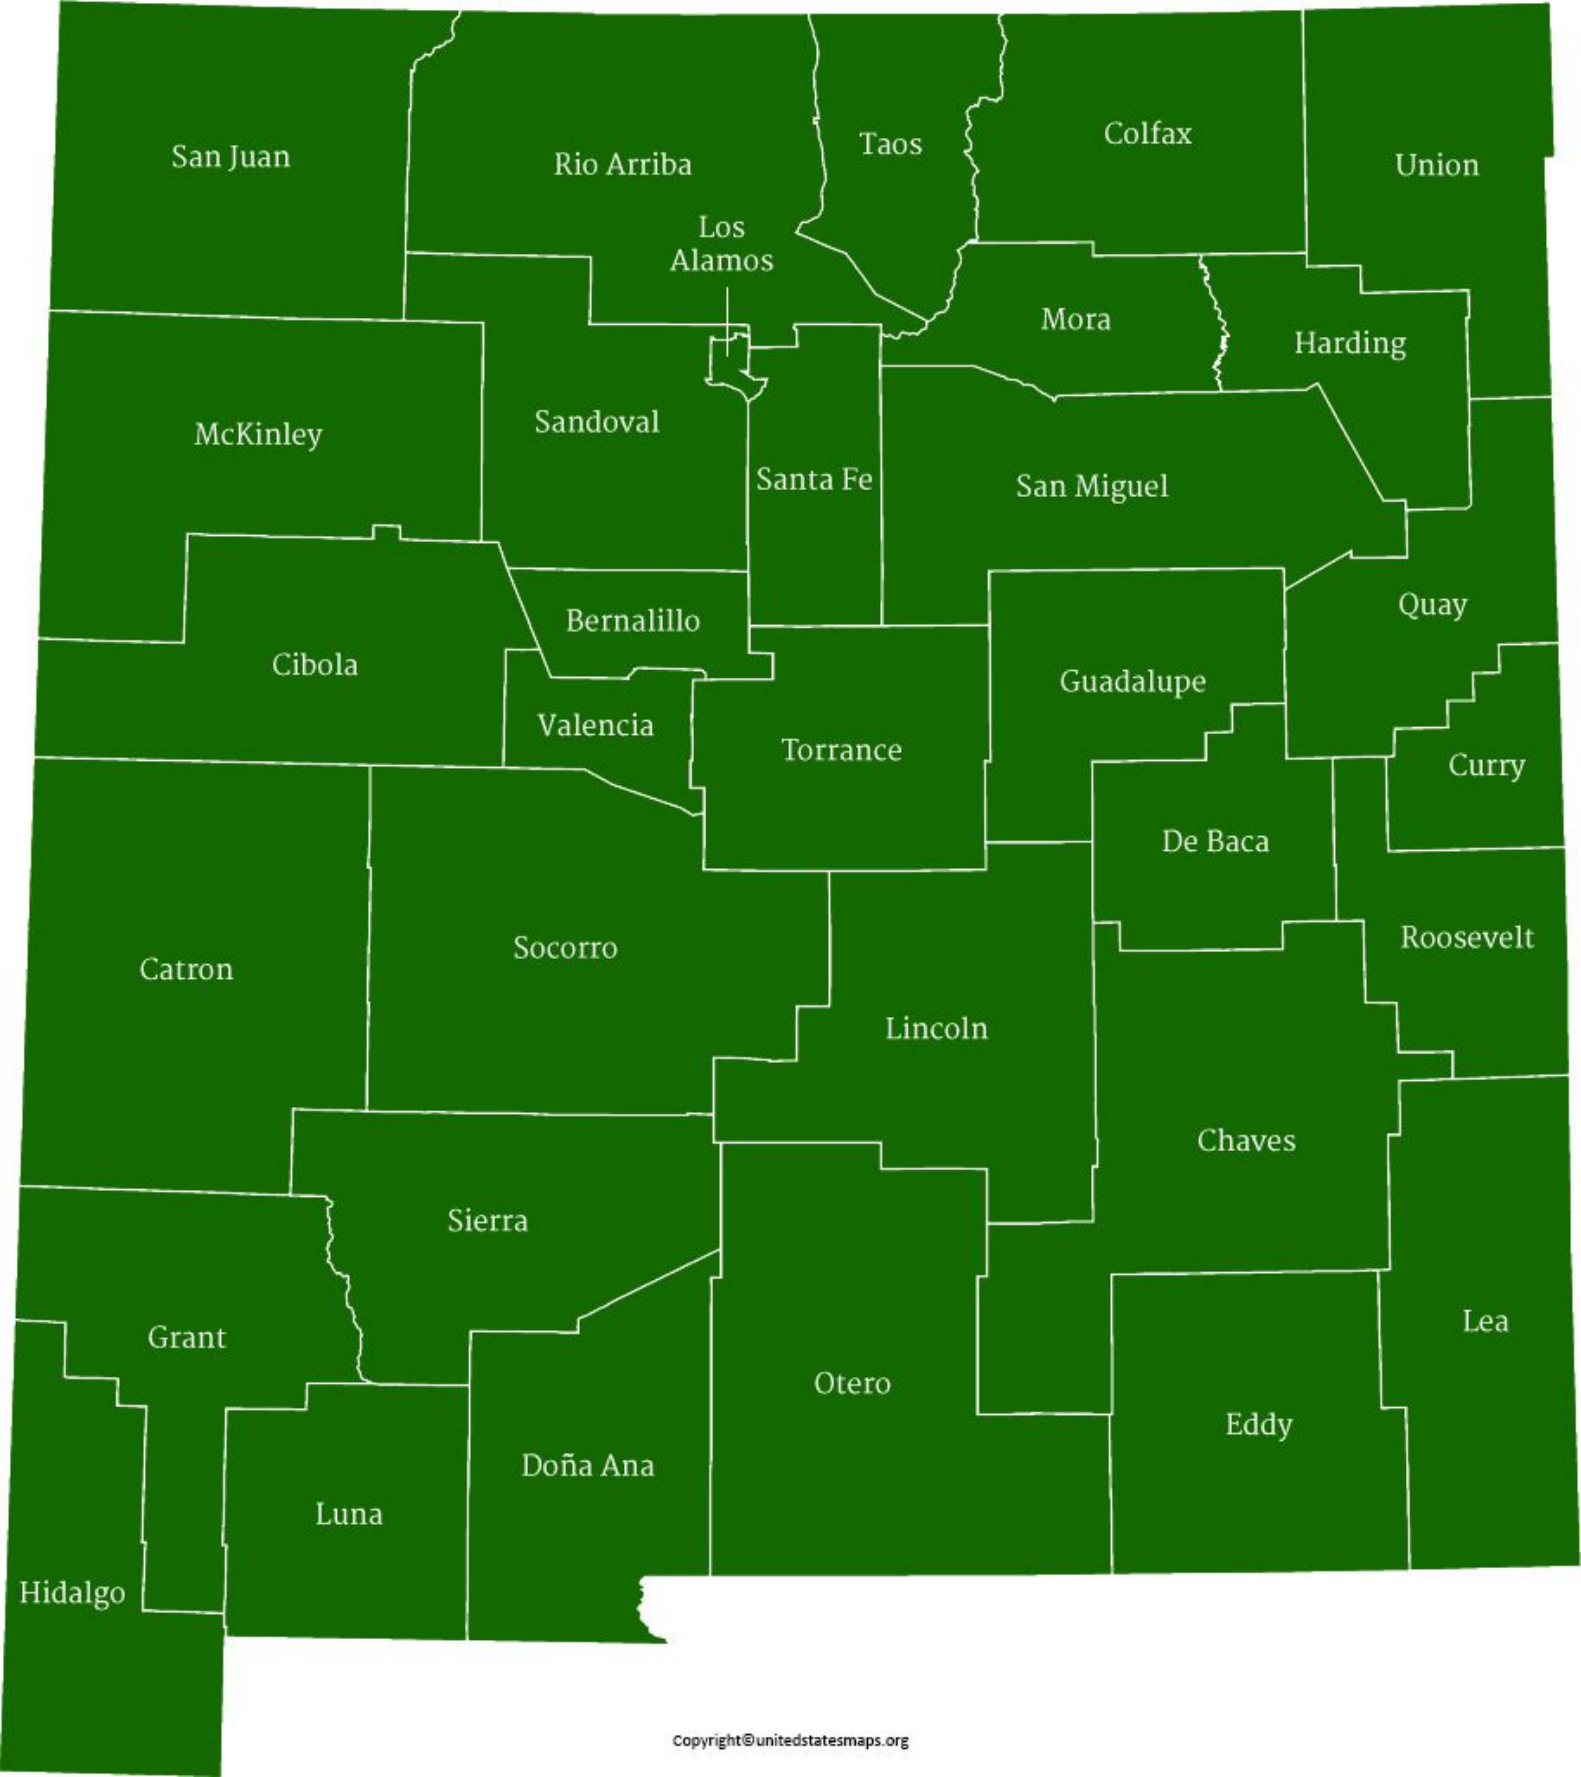 San Juan
Rio Arriba
Taos
Colfax
Union
Los
Alamos
Mora
Harding
McKinley
Sandoval
Santa Fe
San Miguel
Bernalillo
Quay
Cibola
Guadalupe
Valencia
Torrance
Curry
De Baca
Catron
Socorro
Roosevelt
Lincoln
Chaves
Sierra
Grant
Lea
Otero
Eddy
Doña Ana
Luna
Hidalgo
Copyright©unitedstatesmaps.org